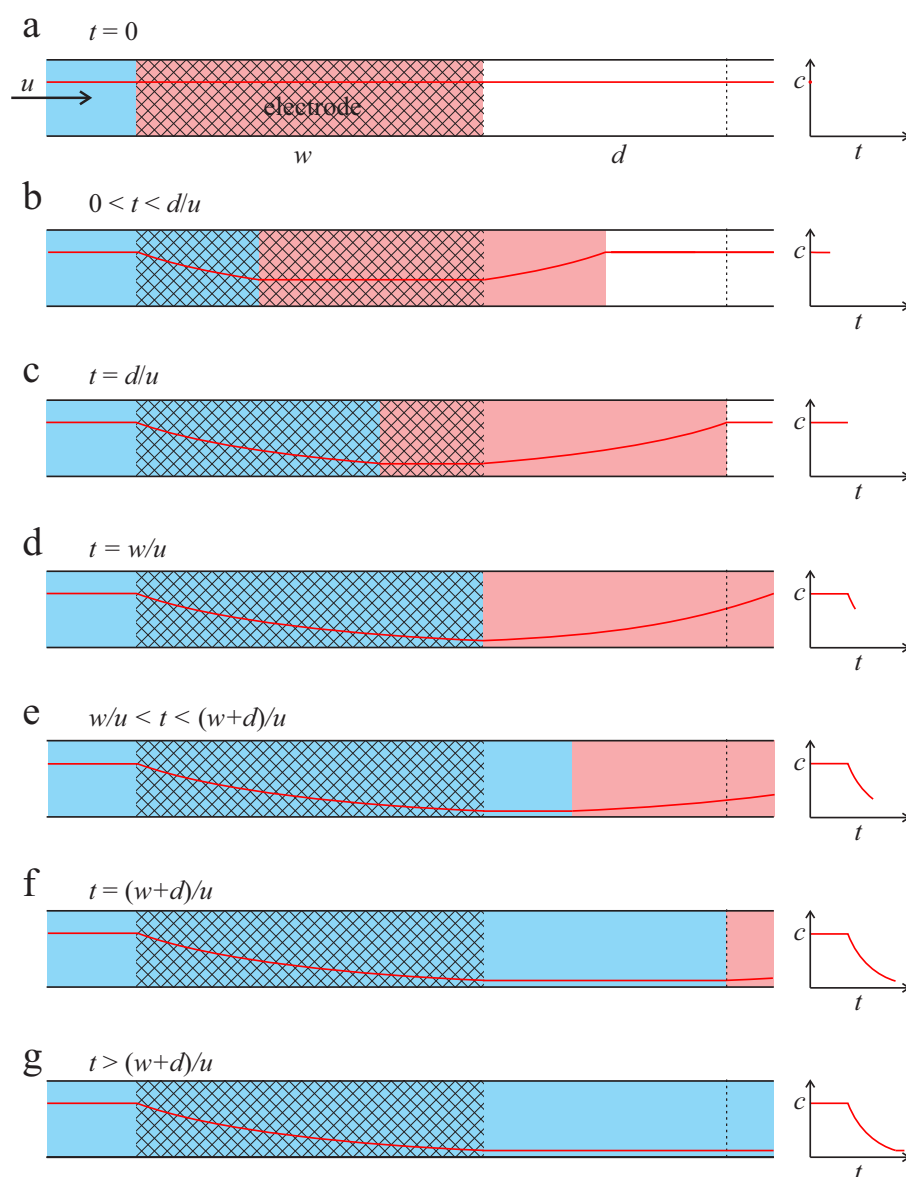 a
t = 0
u
electrode
c
w
d
t
b
0 < t < d/u
c
t
c
t = d/u
c
t
d
t = w/u
c
t
e
w/u < t < (w+d)/u
c
t
f
t = (w+d)/u
c
t
g
t > (w+d)/u
c
t